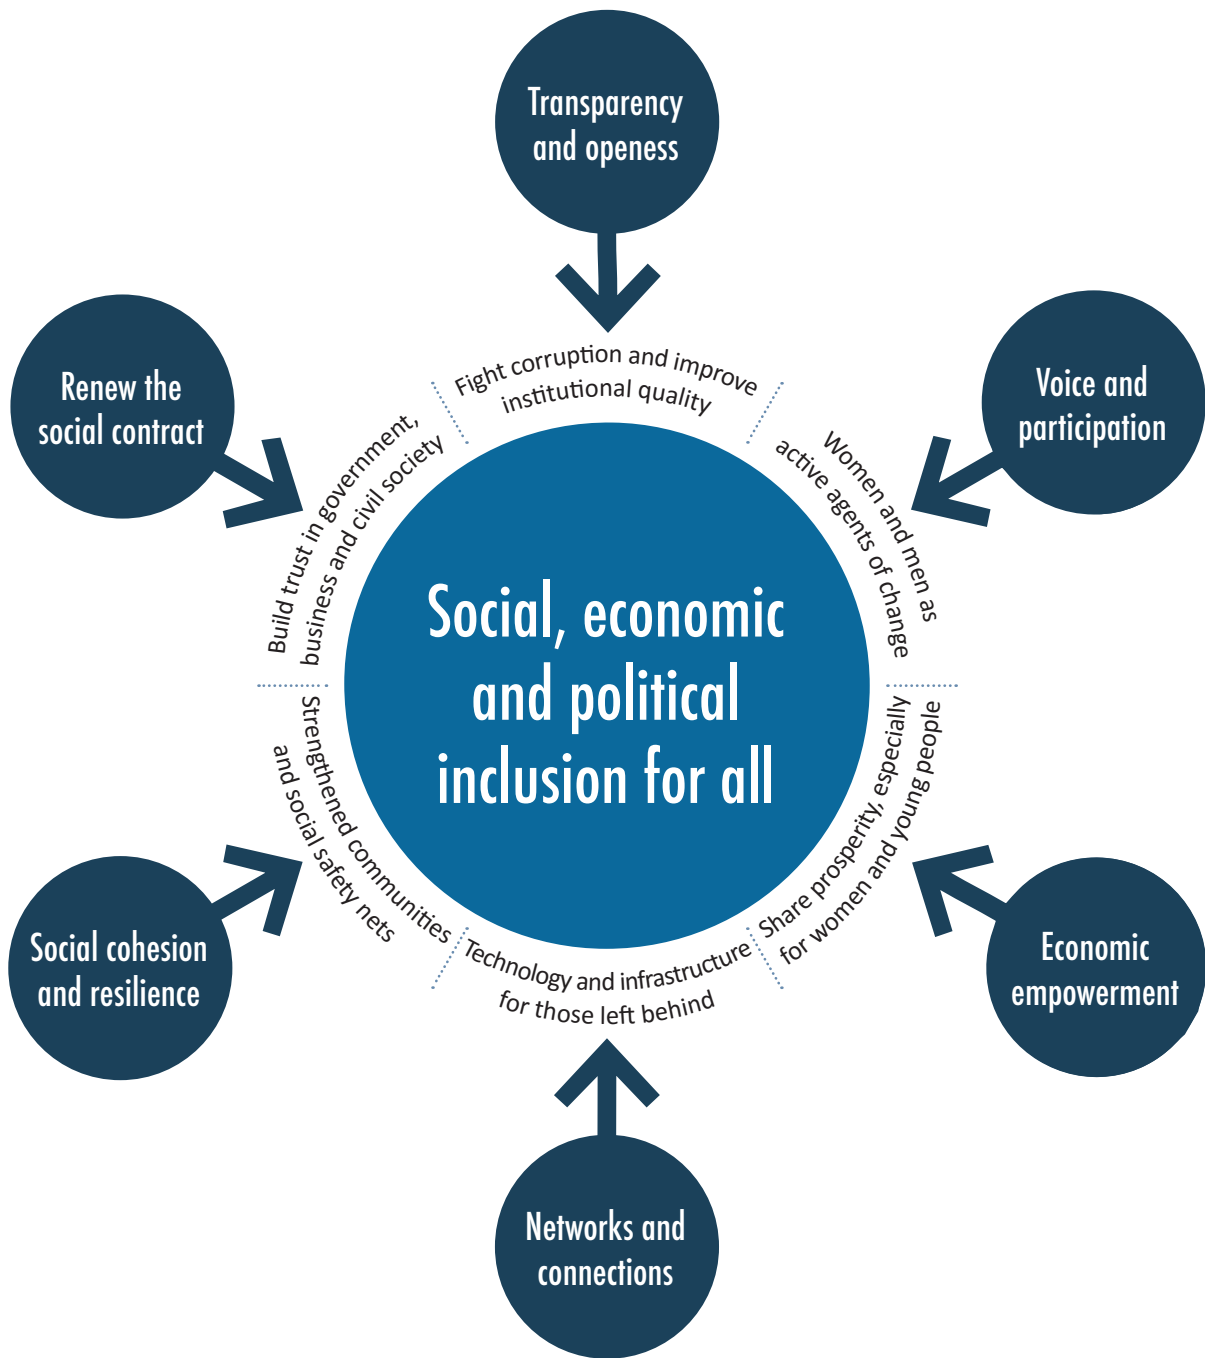 Transparency
and openess
Fight corruption and improve
institutional quality
Voice and
participation
Women and men as
active agents of change
Economic
empowerment
Share prosperity, especially
for women and young people
Networks and
connections
Technology and infrastructure
for those left behind
Social cohesion
and resilience
Strengthened communities
and social safety nets
Renew the
social contract
Build trust in government,
business and civil society
Social, economic
and political
inclusion for all